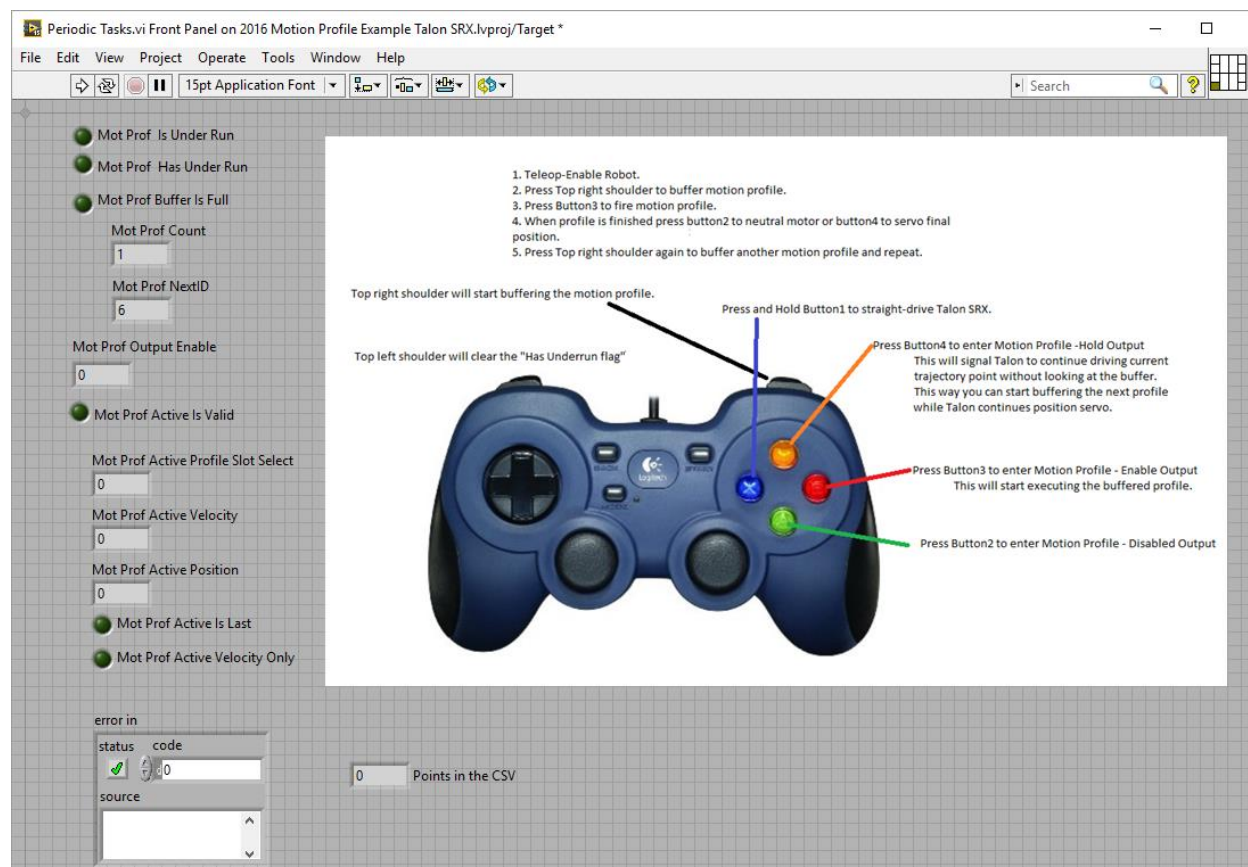 Periodic Tasks.vi Front Panel on 2016 Motion Profile Example Talon SRX.lvproj/Target *
File Edit View Project Operate Tools Window Help
15pt Application Font
Search
Mot Prof Is Under Run
Mot Prof Has Under Run
Mot Prof Buffer Is Full
Mot Prof Count
1
Mot Prof NextID
6
Mot Prof Output Enable
0
Mot Prof Active Is Valid
Mot Prof Active Profile Slot Select
0
Mot Prof Active Velocity
0
Mot Prof Active Position
0
Mot Prof Active Is Last
Mot Prof Active Velocity Only
error in
status code
0
source
1. Teleop-Enable Robot.
2. Press Top right shoulder to buffer motion profile.
3. Press Button3 to fire motion profile.
4. When profile is finished press button2 to neutral motor or button4 to servo final
position.
5. Press Top right shoulder again to buffer another motion profile and repeat.
Top right shoulder will start buffering the motion profile.
Press and Hold Button1 to straight-drive Talon SRX.
Top left shoulder will clear the "Has Underrun flag"
Press Button4 to enter Motion Profile -Hold Output
This will signal Talon to continue driving current
trajectory point without looking at the buffer.
This way you can start buffering the next profile
while Talon continues position servo.
Logitech
X
Press Button3 to enter Motion Profile - Enable Output
This will start executing the buffered profile.
Press Button2 to enter Motion Profile - Disabled Output
0 Points in the CSV